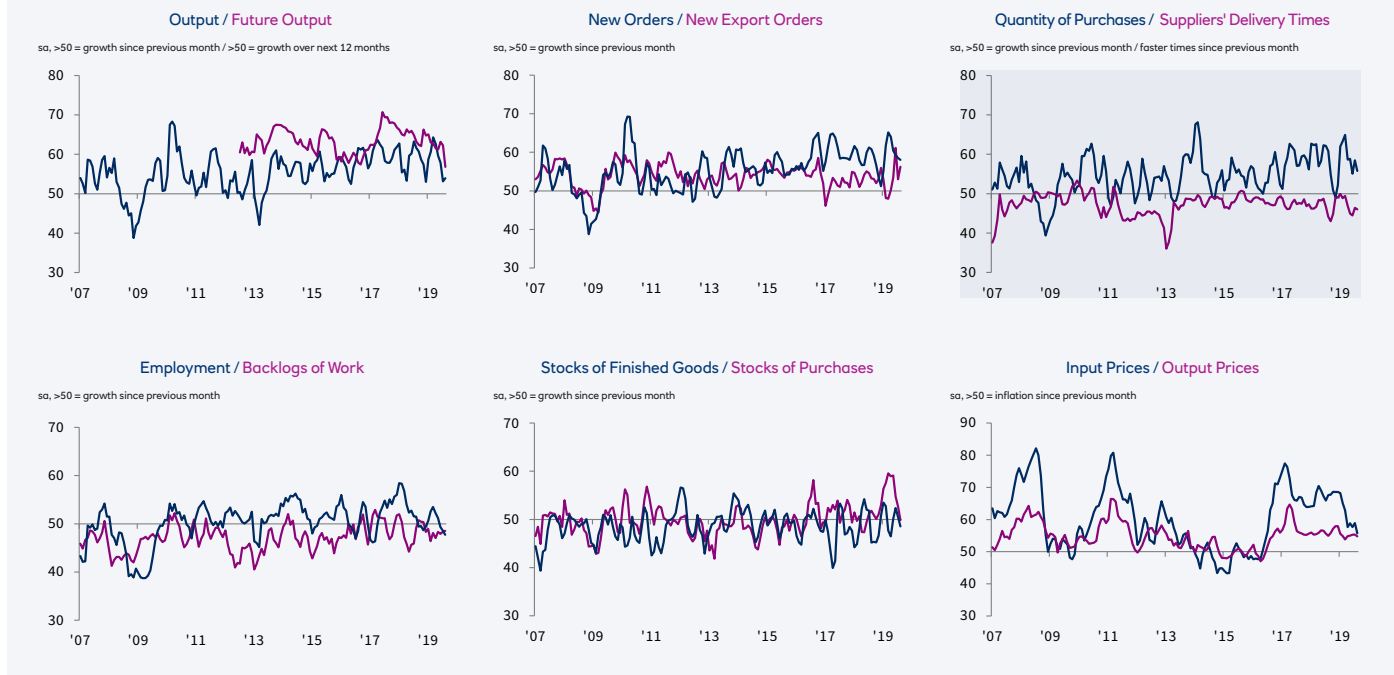 Output / Future Output
sa, >50 = growth since previous month / >50 = growth over next 12 months
80
70
60
50
40
30
'07 '09 '11 '13 '15 '17 '19
New Orders / New Export Orders
sa, >50 = growth since previous month
80
70
60
50
40
30
'07 '09 '11 '13 '15 '17 '19
Quantity of Purchases / Suppliers' Delivery Times
sa, >50 = growth since previous month / faster times since previous month
80
70
60
50
40
30
'07 '09 '11 '13 '15 '17 '19
Employment / Backlogs of Work
sa, >50 = growth since previous month
70
60
50
40
30
'07 '09 '11 '13 '15 '17 '19
Stocks of Finished Goods / Stocks of Purchases
sa, >50 = growth since previous month
70
60
50
40
30
'07 '09 '11 '13 '15 '17 '19
Input Prices / Output Prices
sa, >50 = inflation since previous month
90
80
70
60
50
40
30
'07 '09 '11 '13 '15 '17 '19